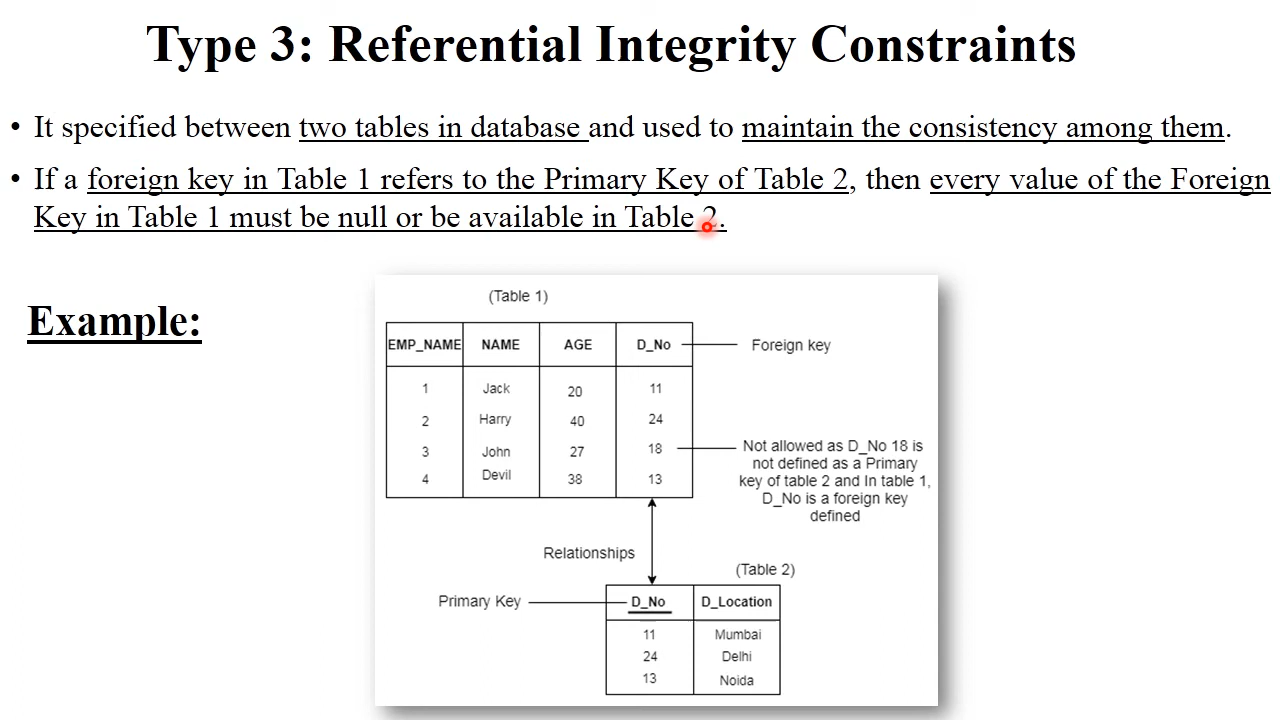 Type 3: Referential Integrity Constraints
• It specified between two tables in database and used to maintain the consistency among them.
• If a foreign key in Table 1 refers to the Primary Key of Table 2, then every value of the Foreign
Key in Table 1 must be null or be available in Table 2.
Example:
(Table 1)
EMP_NAME NAME AGE D_No Foreign key
1 Jack 20 11
2 Harry 40 24
3 John 27 18
4 Devil 38 13
Not allowed as D_No 18 is
not defined as a Primary
key of table 2 and In table 1,
D_No is a foreign key
defined
Relationships
(Table 2)
Primary Key D_No D_Location
11 Mumbai
24 Delhi
13 Noida